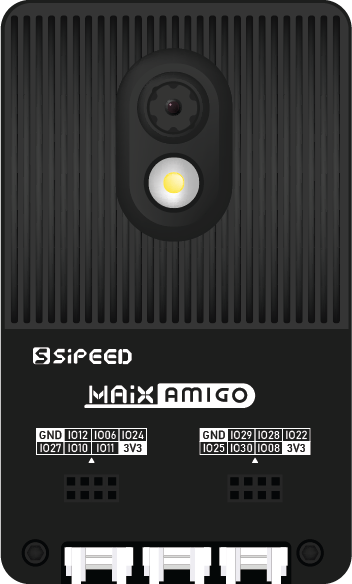 SiPEED
MAiX AMIGO
GND IO12 IO06 IO24
IO27 IO10 IO11 3V3
GND IO29 IO28 IO22
IO25 IO30 IO08 3V3